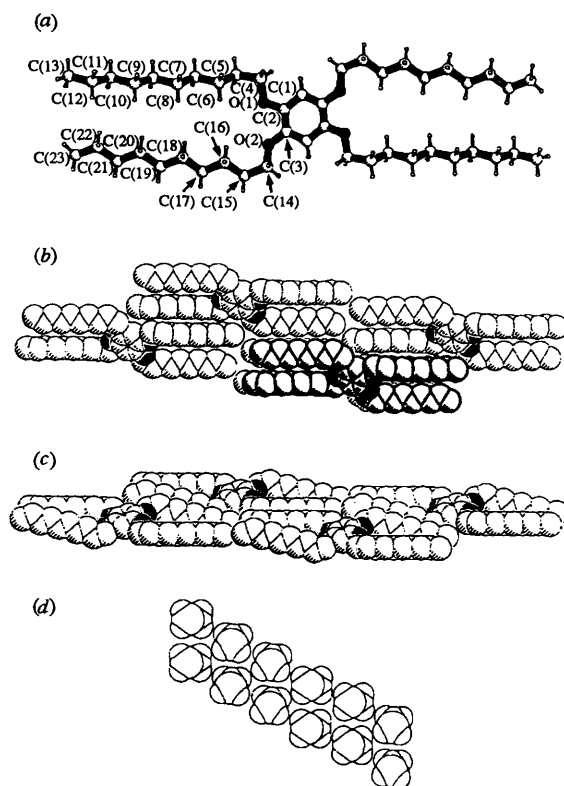 (a)
C(13) C(11) C(9) C(7) C(5)
C(12) C(10) C(8) C(6) C(4) C(1)
O(1)
C(2)
C(22) C(20) C(18) C(16) O(2)
C(23) C(21) C(19) C(3)
C(17) C(15) C(14)
(b)
(c)
(d)